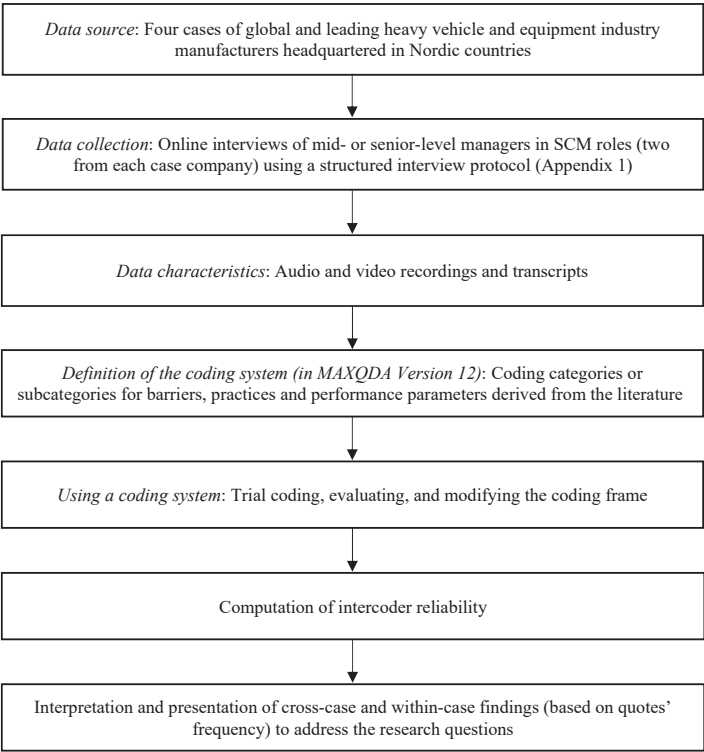 Data source: Four cases of global and leading heavy vehicle and equipment industry
manufacturers headquartered in Nordic countries
Data collection: Online interviews of mid- or senior-level managers in SCM roles (two
from each case company) using a structured interview protocol (Appendix 1)
Data characteristics: Audio and video recordings and transcripts
Definition of the coding system (in MAXQDA Version 12): Coding categories or
subcategories for barriers, practices and performance parameters derived from the literature
Using a coding system: Trial coding, evaluating, and modifying the coding frame
Computation of intercoder reliability
Interpretation and presentation of cross-case and within-case findings (based on quotes’
frequency) to address the research questions